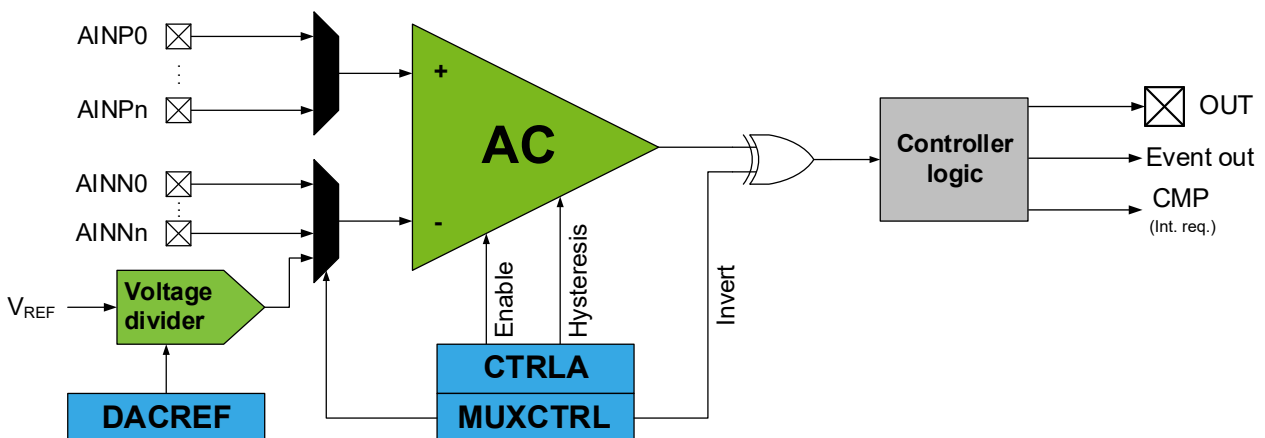 AINP0
⋮
AINPn
AINN0
⋮
AINNn
VREF
Voltage
divider
DACREF
+
-
AC
Enable
Hysteresis
Invert
CTRLA
MUXCTRL
Controller
logic
OUT
Event out
CMP
(Int. req.)